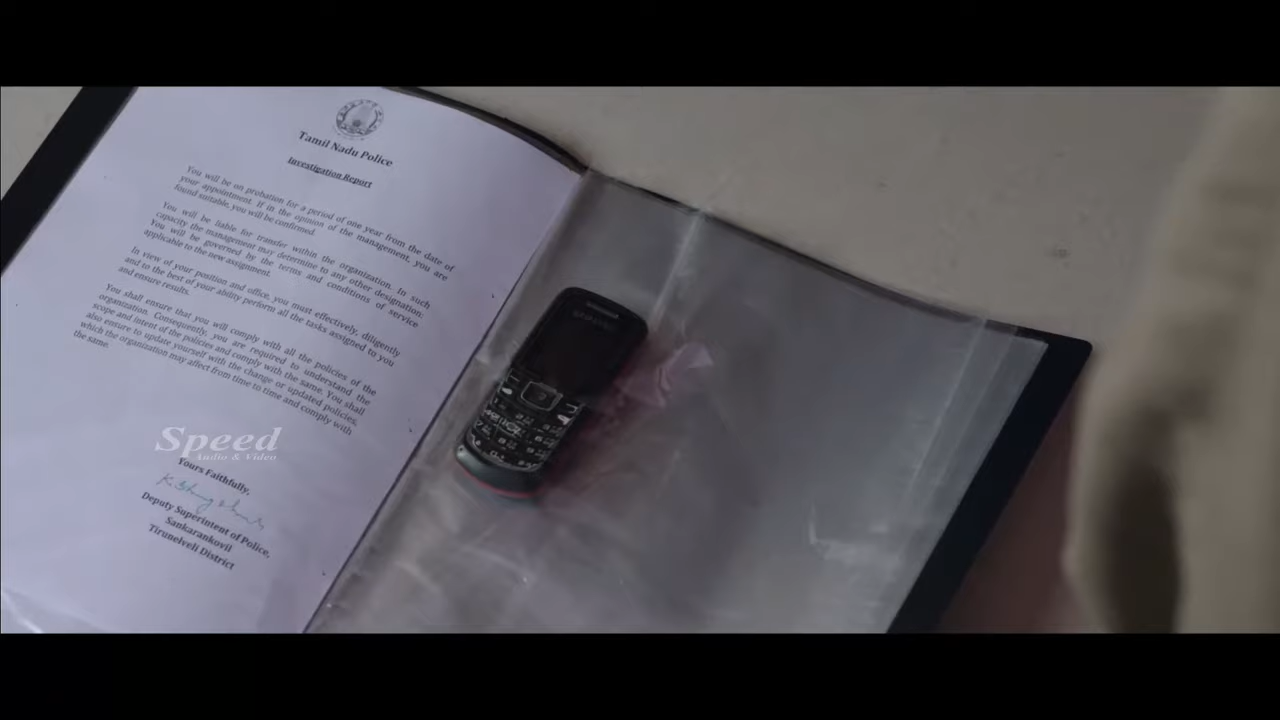 Tamil Nadu Police
Investigation Report
You will be on probation for a period of one year from the date of
your appointment. If in the opinion of the management, you are
found suitable, you will be confirmed.
You will be liable for transfer within the organization. In such
capacity the management may determine to any other designation:
You will be governed by the terms and conditions of service
applicable to the new assignment.
In view of your position and office, you must effectively, diligently
and to the best of your ability perform all the tasks assigned to you
and ensure results.
You shall ensure that you will comply with all the policies of the
organization. Consequently, you are required to understand the
scope and intent of the policies and comply with the same. You shall
also ensure to update yourself with the change or updated policies,
which the organization may affect from time to time and comply with
the same.
Speed
Audio & Video
Yours Faithfully,
Deputy Superintent of Police,
Sankarankovil
Tirunelveli District
SAMSUNG